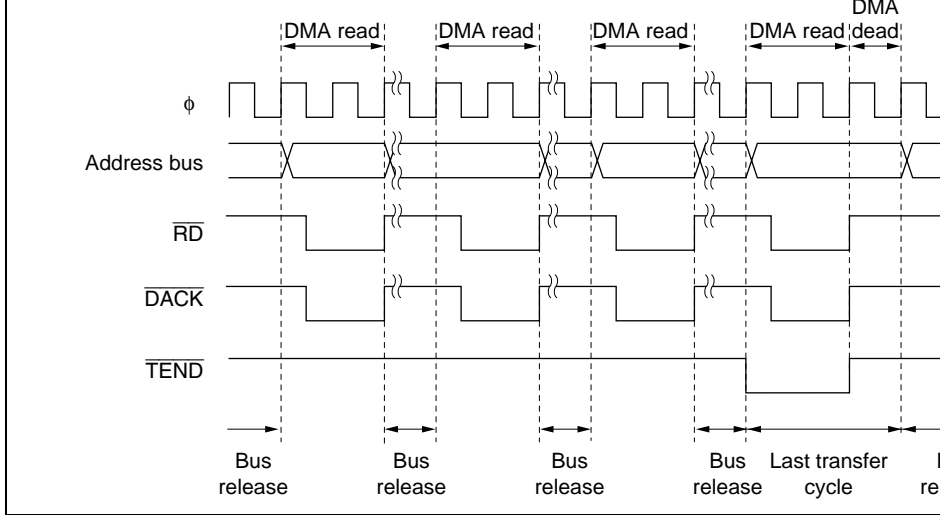 DMA
DMA read DMA read DMA read DMA read dead
φ
Address bus
RD
DACK
TEND
Bus Bus Bus Bus Last transfer
release release release release cycle